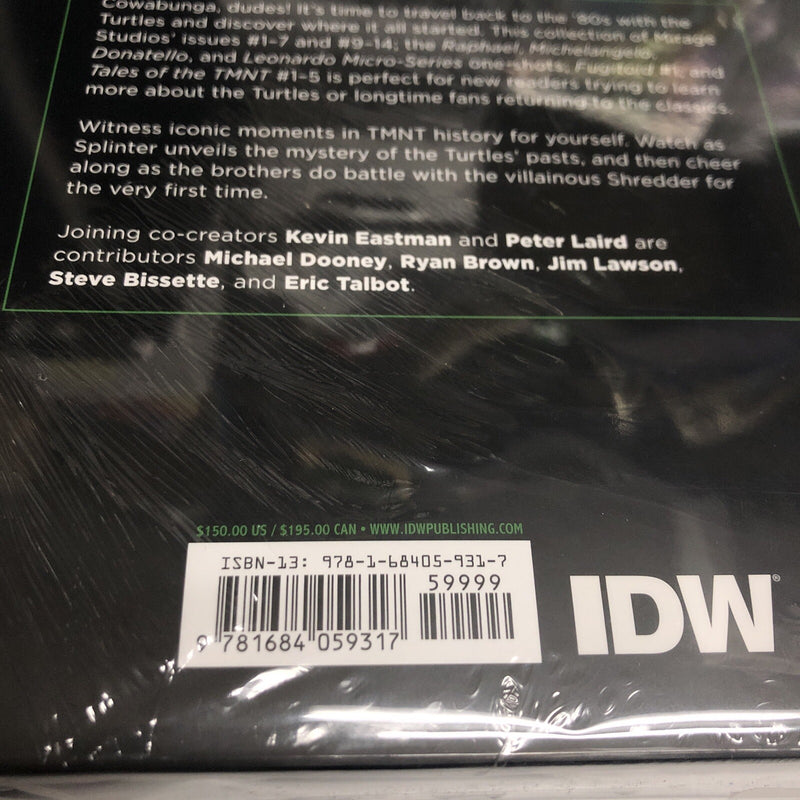 Cowabunga, dudes! It's time to travel back to the '80s with the
Turtles and discover where it all started. This collection of Mirage
Studios' issues #1-7 and #9-14; the Raphael, Michelangelo,
Donatello, and Leonardo Micro-Series one-shots, Fugitoid #1, and
Tales of the TMNT #1-5 is perfect for new readers trying to learn
more about the Turtles or longtime fans returning to the classics.
Witness iconic moments in TMNT history for yourself. Watch as
Splinter unveils the mystery of the Turtles' pasts, and then cheer
along as the brothers do battle with the villainous Shredder for
the very first time.
Joining co-creators Kevin Eastman and Peter Laird are
contributors Michael Dooney, Ryan Brown, Jim Lawson,
Steve Bissette, and Eric Talbot.
$150.00 US / $195.00 CAN • WWW.IDWPUBLISHING.COM
ISBN-13: 978-1-68405-931-7
59999
9 781684 059317
IDW®